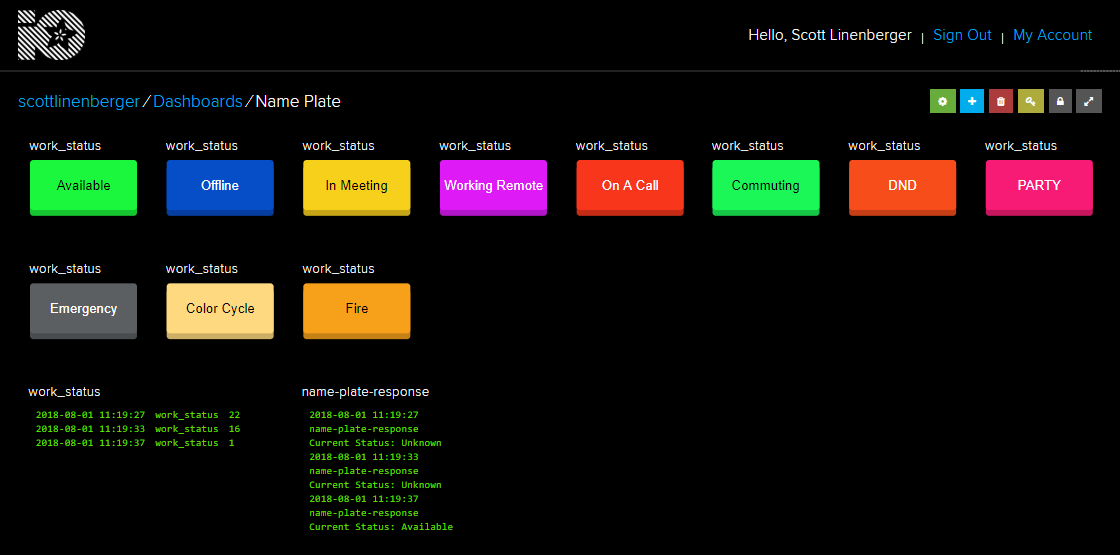 iO
Hello, Scott Linenberger | Sign Out | My Account
scottlinenberger/Dashboards/Name Plate
work_status work_status work_status work_status work_status work_status work_status work_status
Available Offline In Meeting Working Remote On A Call Commuting DND PARTY
work_status work_status work_status
Emergency Color Cycle Fire
work_status
2018-08-01 11:19:27 work_status 22
2018-08-01 11:19:33 work_status 16
2018-08-01 11:19:37 work_status 1
name-plate-response
2018-08-01 11:19:27
name-plate-response
Current Status: Unknown
2018-08-01 11:19:33
name-plate-response
Current Status: Unknown
2018-08-01 11:19:37
name-plate-response
Current Status: Available